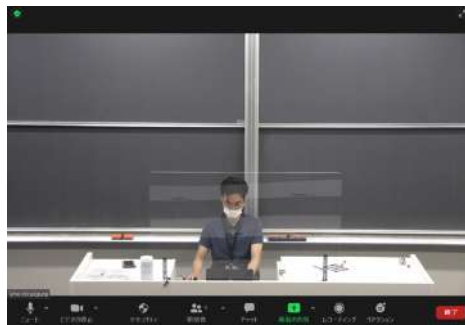 ミュート
ビデオの停止
セキュリティ
参加者
チャット
画面の共有
レコーディング
リアクション
終了